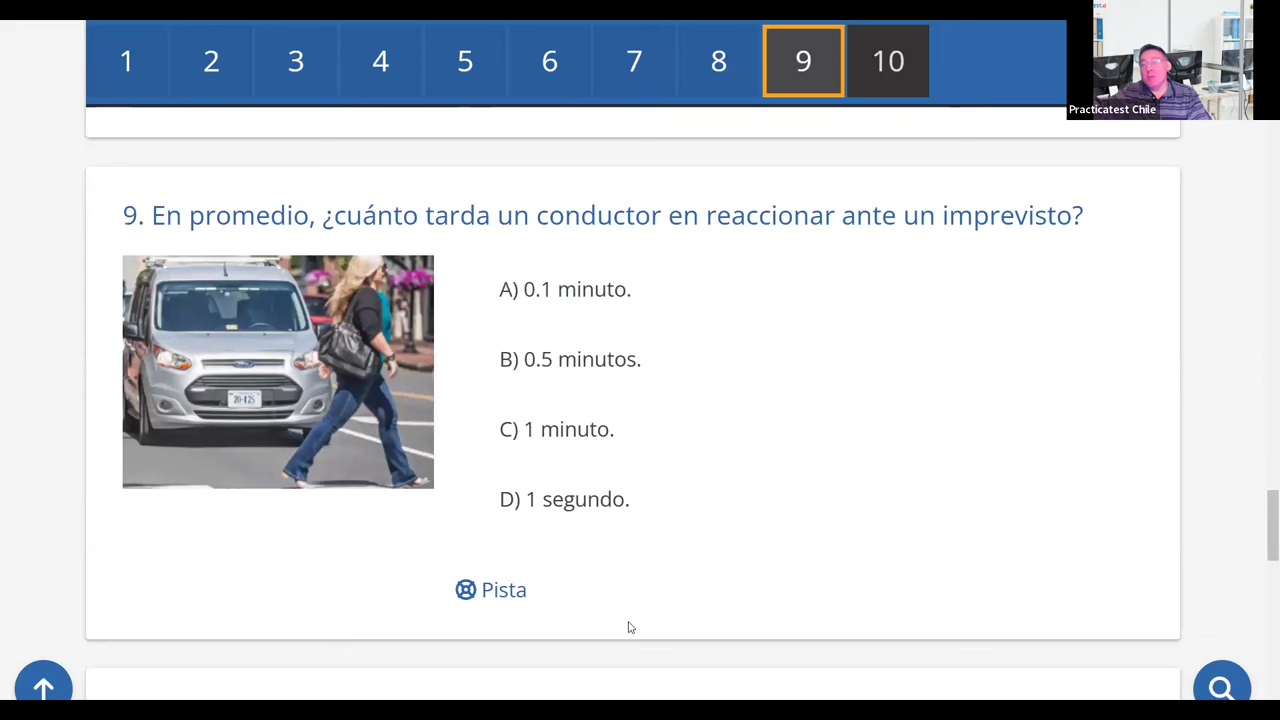 1 2 3 4 5 6 7 8 9 10
Practicatest Chile
9. En promedio, ¿cuánto tarda un conductor en reaccionar ante un imprevisto?
A) 0.1 minuto.
B) 0.5 minutos.
C) 1 minuto.
D) 1 segundo.
Pista